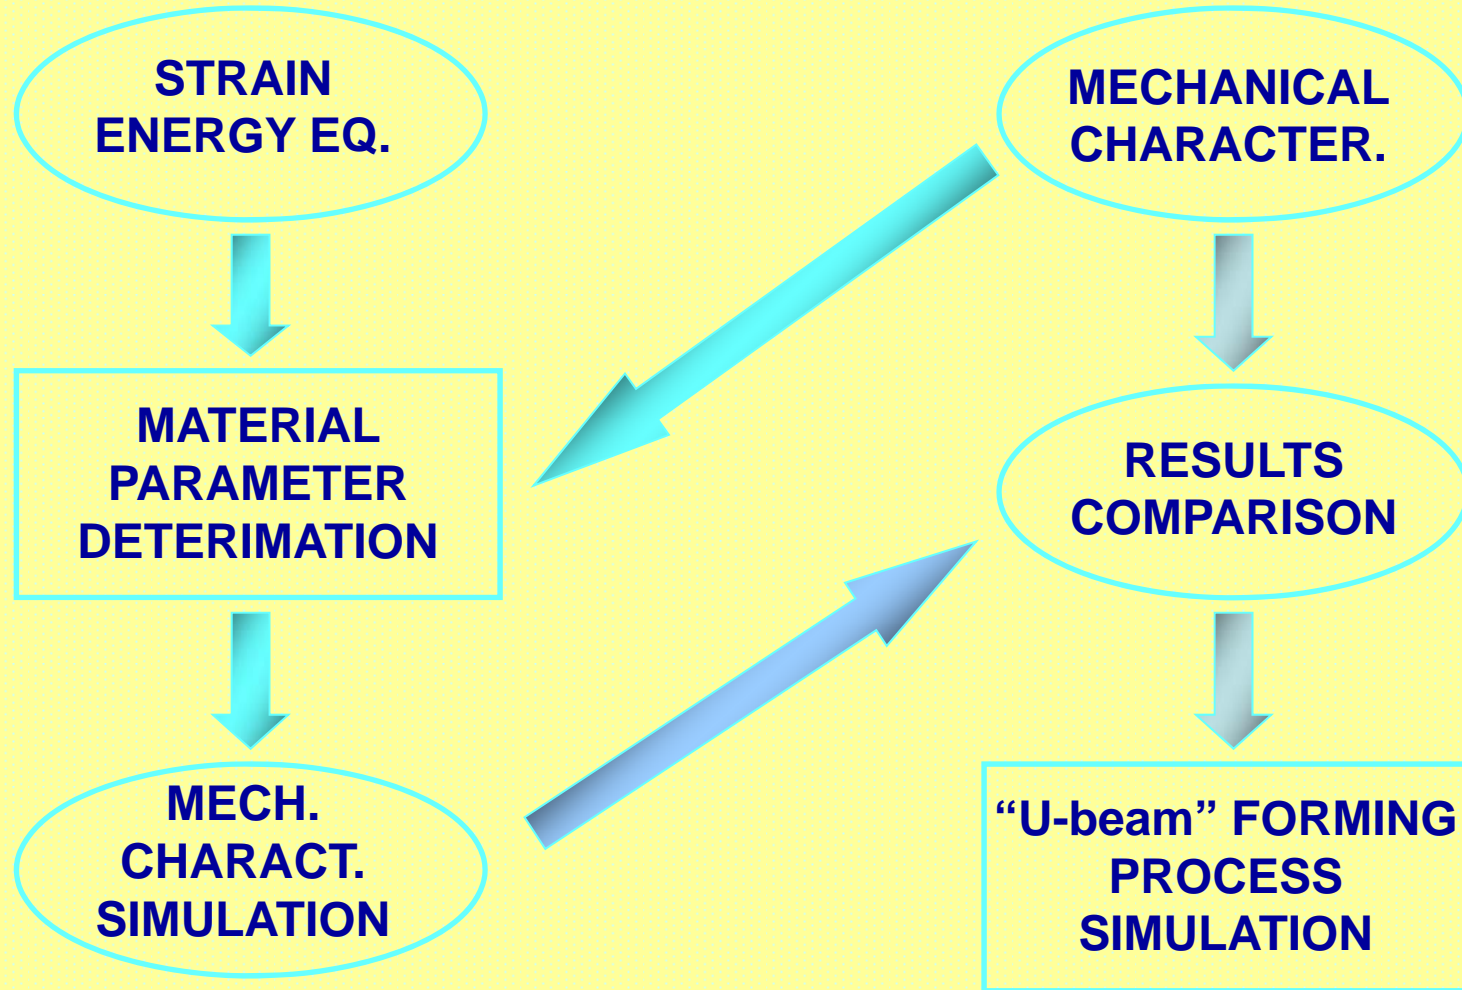 STRAIN
ENERGY EQ.
MECHANICAL
CHARACTER.
MATERIAL
PARAMETER
DETERIMATION
RESULTS
COMPARISON
MECH.
CHARACT.
SIMULATION
“U-beam” FORMING
PROCESS
SIMULATION